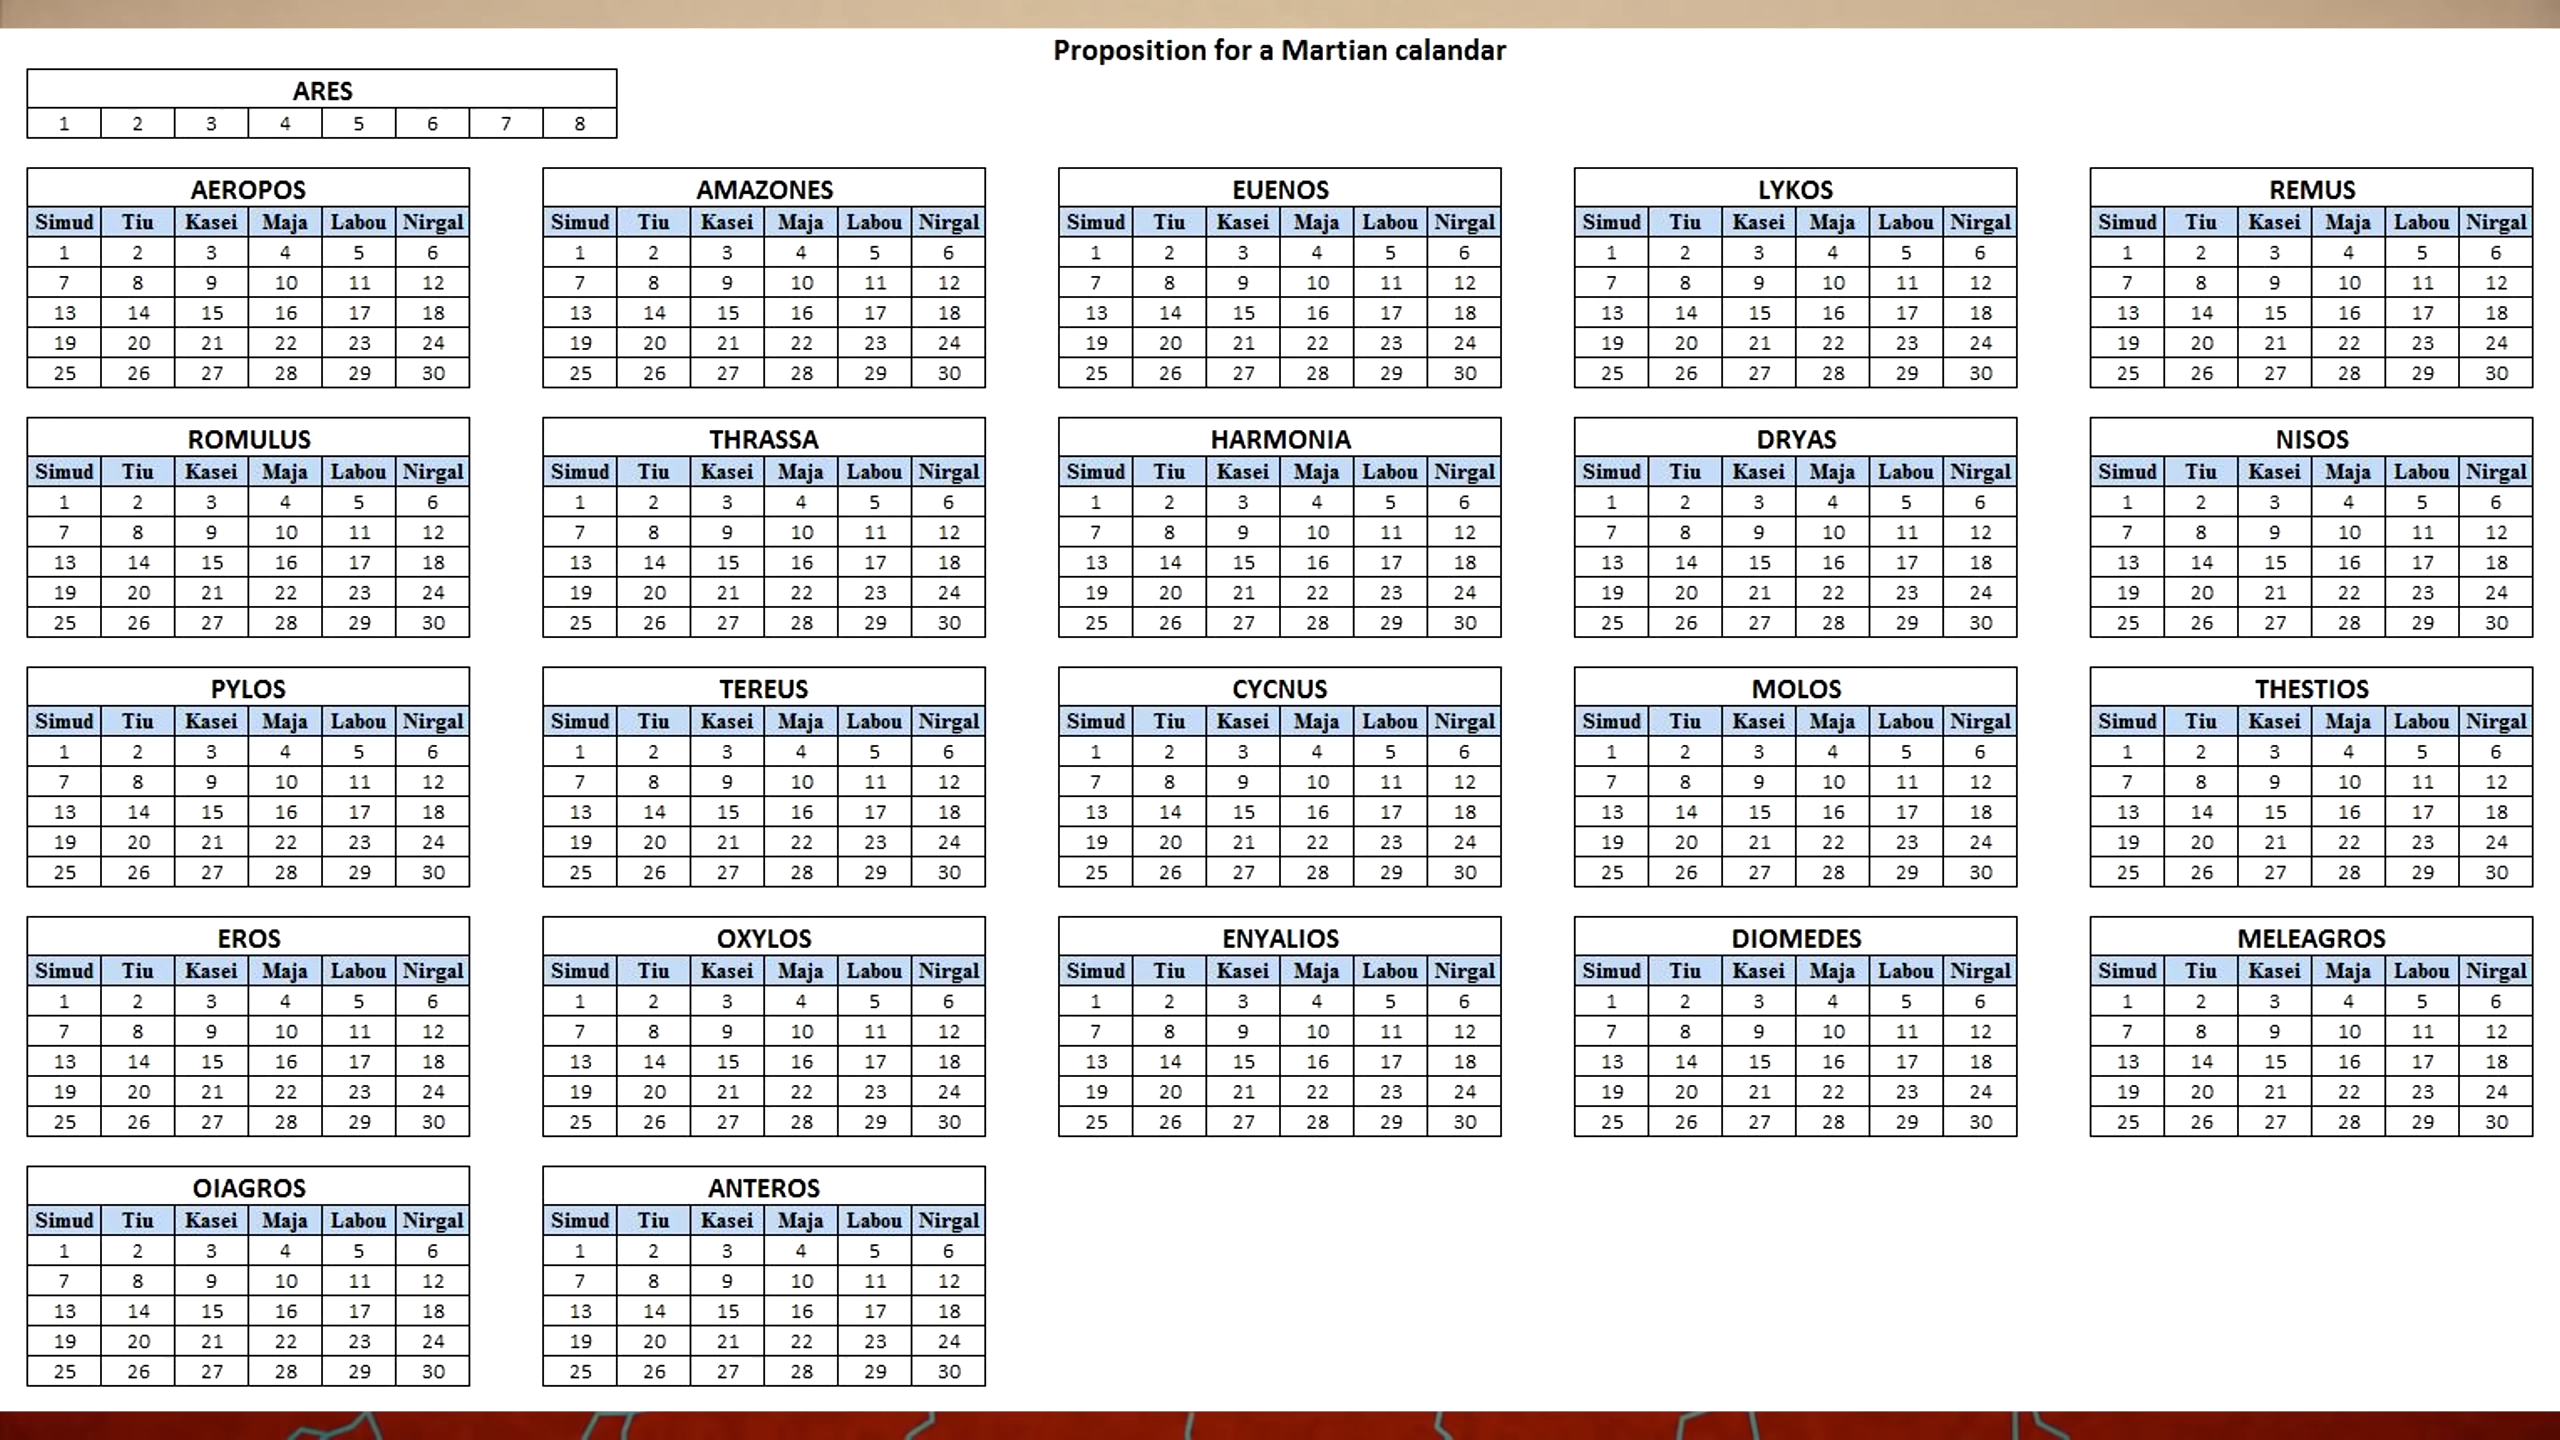 Proposition for a Martian calandar
ARES
1 2 3 4 5 6 7 8
AEROPOS AMAZONES EUENOS LYKOS REMUS
Simud Tiu Kasei Maja Labou Nirgal Simud Tiu Kasei Maja Labou Nirgal Simud Tiu Kasei Maja Labou Nirgal Simud Tiu Kasei Maja Labou Nirgal Simud Tiu Kasei Maja Labou Nirgal
1 2 3 4 5 6 1 2 3 4 5 6 1 2 3 4 5 6 1 2 3 4 5 6 1 2 3 4 5 6
7 8 9 10 11 12 7 8 9 10 11 12 7 8 9 10 11 12 7 8 9 10 11 12 7 8 9 10 11 12
13 14 15 16 17 18 13 14 15 16 17 18 13 14 15 16 17 18 13 14 15 16 17 18 13 14 15 16 17 18
19 20 21 22 23 24 19 20 21 22 23 24 19 20 21 22 23 24 19 20 21 22 23 24 19 20 21 22 23 24
25 26 27 28 29 30 25 26 27 28 29 30 25 26 27 28 29 30 25 26 27 28 29 30 25 26 27 28 29 30
ROMULUS THRASSA HARMONIA DRYAS NISOS
Simud Tiu Kasei Maja Labou Nirgal Simud Tiu Kasei Maja Labou Nirgal Simud Tiu Kasei Maja Labou Nirgal Simud Tiu Kasei Maja Labou Nirgal Simud Tiu Kasei Maja Labou Nirgal
1 2 3 4 5 6 1 2 3 4 5 6 1 2 3 4 5 6 1 2 3 4 5 6 1 2 3 4 5 6
7 8 9 10 11 12 7 8 9 10 11 12 7 8 9 10 11 12 7 8 9 10 11 12 7 8 9 10 11 12
13 14 15 16 17 18 13 14 15 16 17 18 13 14 15 16 17 18 13 14 15 16 17 18 13 14 15 16 17 18
19 20 21 22 23 24 19 20 21 22 23 24 19 20 21 22 23 24 19 20 21 22 23 24 19 20 21 22 23 24
25 26 27 28 29 30 25 26 27 28 29 30 25 26 27 28 29 30 25 26 27 28 29 30 25 26 27 28 29 30
PYLOS TEREUS CYCNUS MOLOS THESTIOS
Simud Tiu Kasei Maja Labou Nirgal Simud Tiu Kasei Maja Labou Nirgal Simud Tiu Kasei Maja Labou Nirgal Simud Tiu Kasei Maja Labou Nirgal Simud Tiu Kasei Maja Labou Nirgal
1 2 3 4 5 6 1 2 3 4 5 6 1 2 3 4 5 6 1 2 3 4 5 6 1 2 3 4 5 6
7 8 9 10 11 12 7 8 9 10 11 12 7 8 9 10 11 12 7 8 9 10 11 12 7 8 9 10 11 12
13 14 15 16 17 18 13 14 15 16 17 18 13 14 15 16 17 18 13 14 15 16 17 18 13 14 15 16 17 18
19 20 21 22 23 24 19 20 21 22 23 24 19 20 21 22 23 24 19 20 21 22 23 24 19 20 21 22 23 24
25 26 27 28 29 30 25 26 27 28 29 30 25 26 27 28 29 30 25 26 27 28 29 30 25 26 27 28 29 30
EROS OXYLOS ENYALIOS DIOMEDES MELEAGROS
Simud Tiu Kasei Maja Labou Nirgal Simud Tiu Kasei Maja Labou Nirgal Simud Tiu Kasei Maja Labou Nirgal Simud Tiu Kasei Maja Labou Nirgal Simud Tiu Kasei Maja Labou Nirgal
1 2 3 4 5 6 1 2 3 4 5 6 1 2 3 4 5 6 1 2 3 4 5 6 1 2 3 4 5 6
7 8 9 10 11 12 7 8 9 10 11 12 7 8 9 10 11 12 7 8 9 10 11 12 7 8 9 10 11 12
13 14 15 16 17 18 13 14 15 16 17 18 13 14 15 16 17 18 13 14 15 16 17 18 13 14 15 16 17 18
19 20 21 22 23 24 19 20 21 22 23 24 19 20 21 22 23 24 19 20 21 22 23 24 19 20 21 22 23 24
25 26 27 28 29 30 25 26 27 28 29 30 25 26 27 28 29 30 25 26 27 28 29 30 25 26 27 28 29 30
OIAGROS ANTEROS
Simud Tiu Kasei Maja Labou Nirgal Simud Tiu Kasei Maja Labou Nirgal
1 2 3 4 5 6 1 2 3 4 5 6
7 8 9 10 11 12 7 8 9 10 11 12
13 14 15 16 17 18 13 14 15 16 17 18
19 20 21 22 23 24 19 20 21 22 23 24
25 26 27 28 29 30 25 26 27 28 29 30